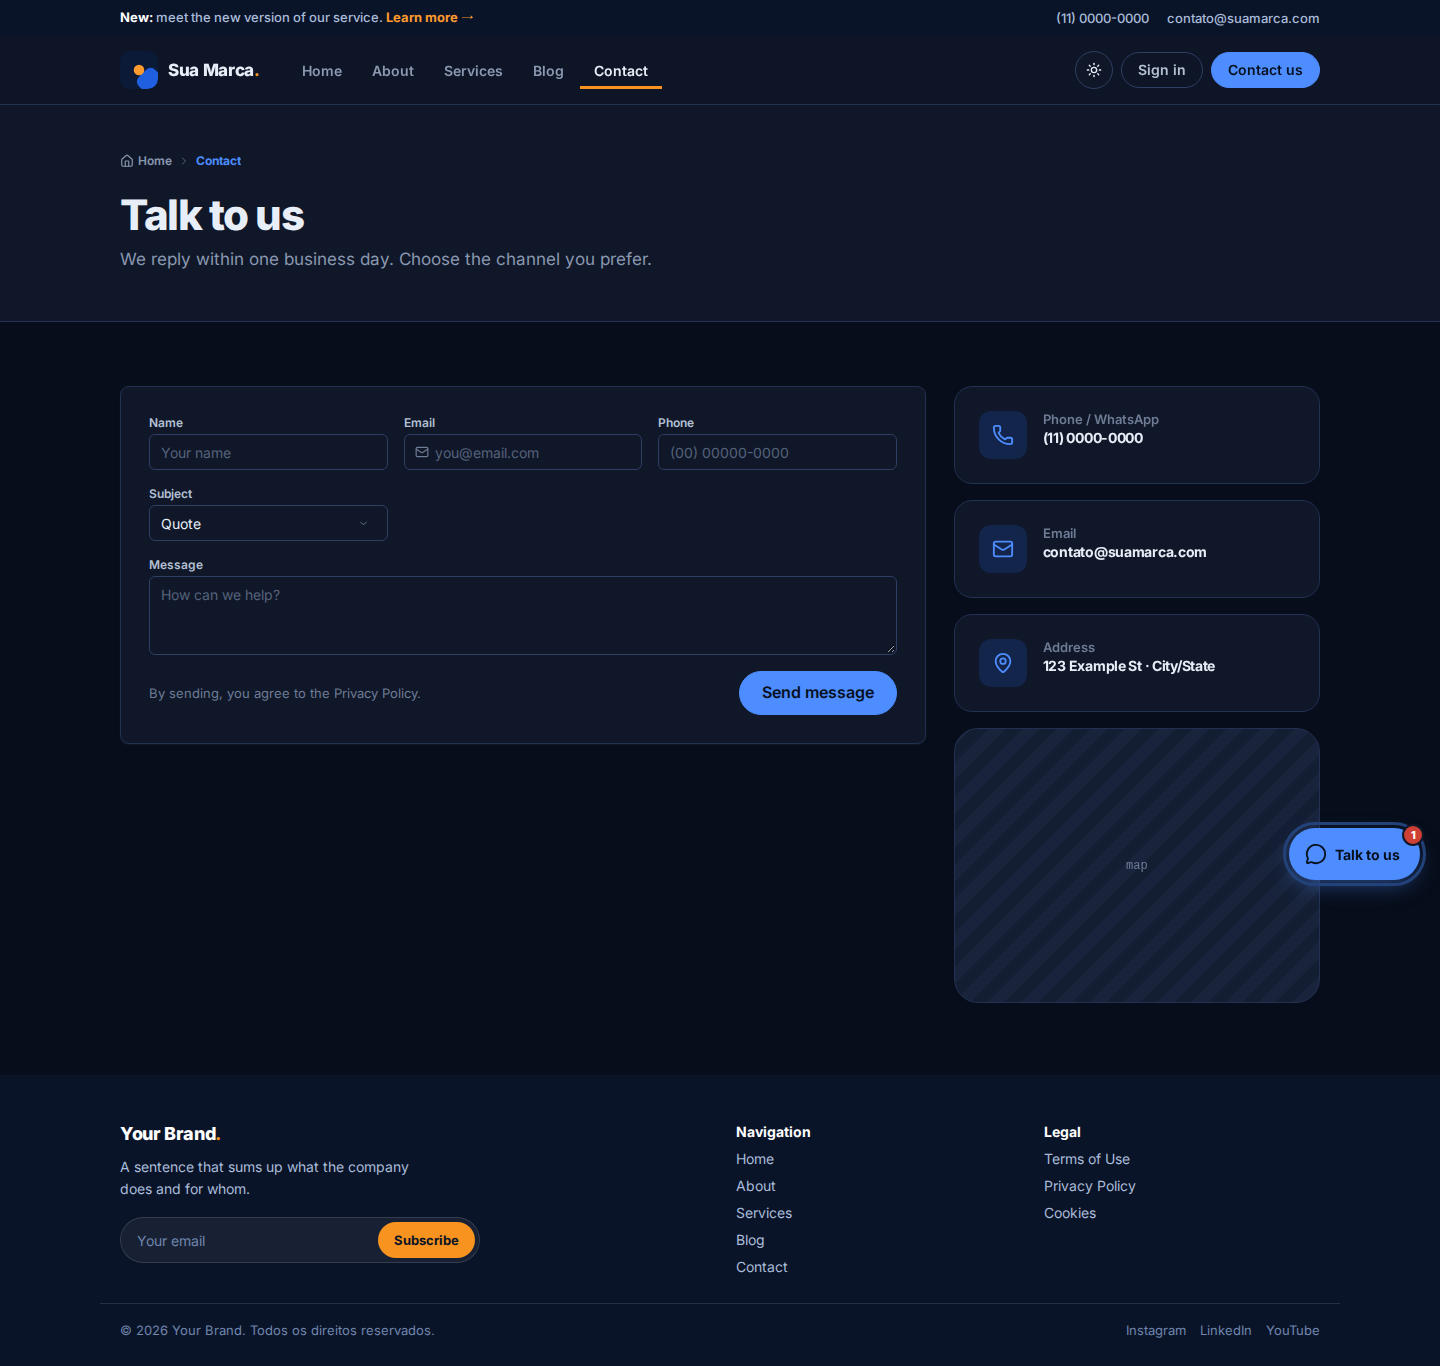 New: meet the new version of our service. Learn more →
(11) 0000-0000 contato@suamarca.com
Sua Marca.
Home About Services Blog Contact
Sign in Contact us
Home > Contact
Talk to us
We reply within one business day. Choose the channel you prefer.
Name Email Phone
Your name you@email.com (00) 00000-0000
Subject
Quote
Message
How can we help?
By sending, you agree to the Privacy Policy.
Send message
Phone / WhatsApp
(11) 0000-0000
Email
contato@suamarca.com
Address
123 Example St · City/State
map
1
Talk to us
Your Brand.
A sentence that sums up what the company
does and for whom.
Your email Subscribe
Navigation
Home
About
Services
Blog
Contact
Legal
Terms of Use
Privacy Policy
Cookies
© 2026 Your Brand. Todos os direitos reservados.
Instagram LinkedIn YouTube